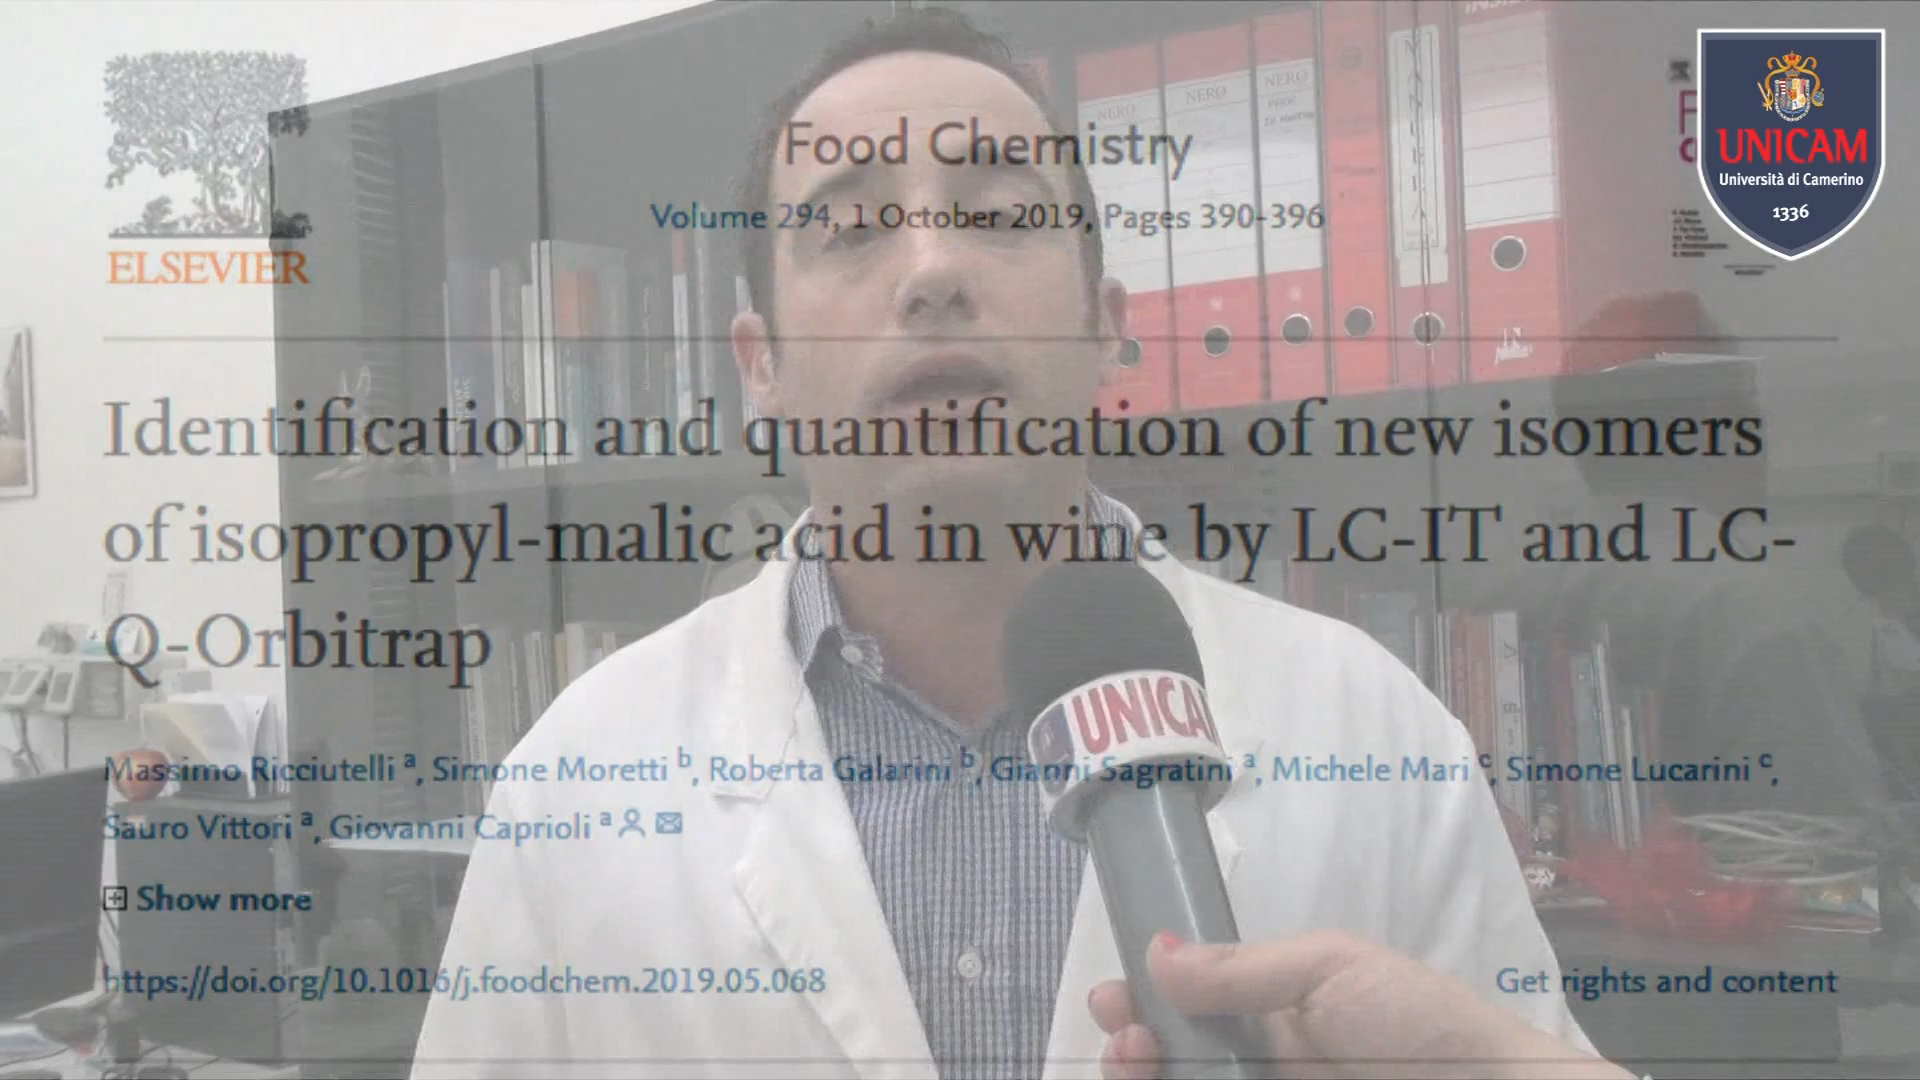 NERO
NERO
NERO
Food Chemistry
Volume 294, 1 October 2019, Pages 390-396
ELSEVIER
UNICAM
Università di Camerino
1336
Identification and quantification of new isomers
of isopropyl-malic acid in wine by LC-IT and LC-
Q-Orbitrap
UNICA
Massimo Ricciutelli a, Simone Moretti b, Roberta Galarini b, Gianni Sagratini a, Michele Mari c, Simone Lucarini c,
Sauro Vittori a, Giovanni Caprioli a
Show more
https://doi.org/10.1016/j.foodchem.2019.05.068
Get rights and content